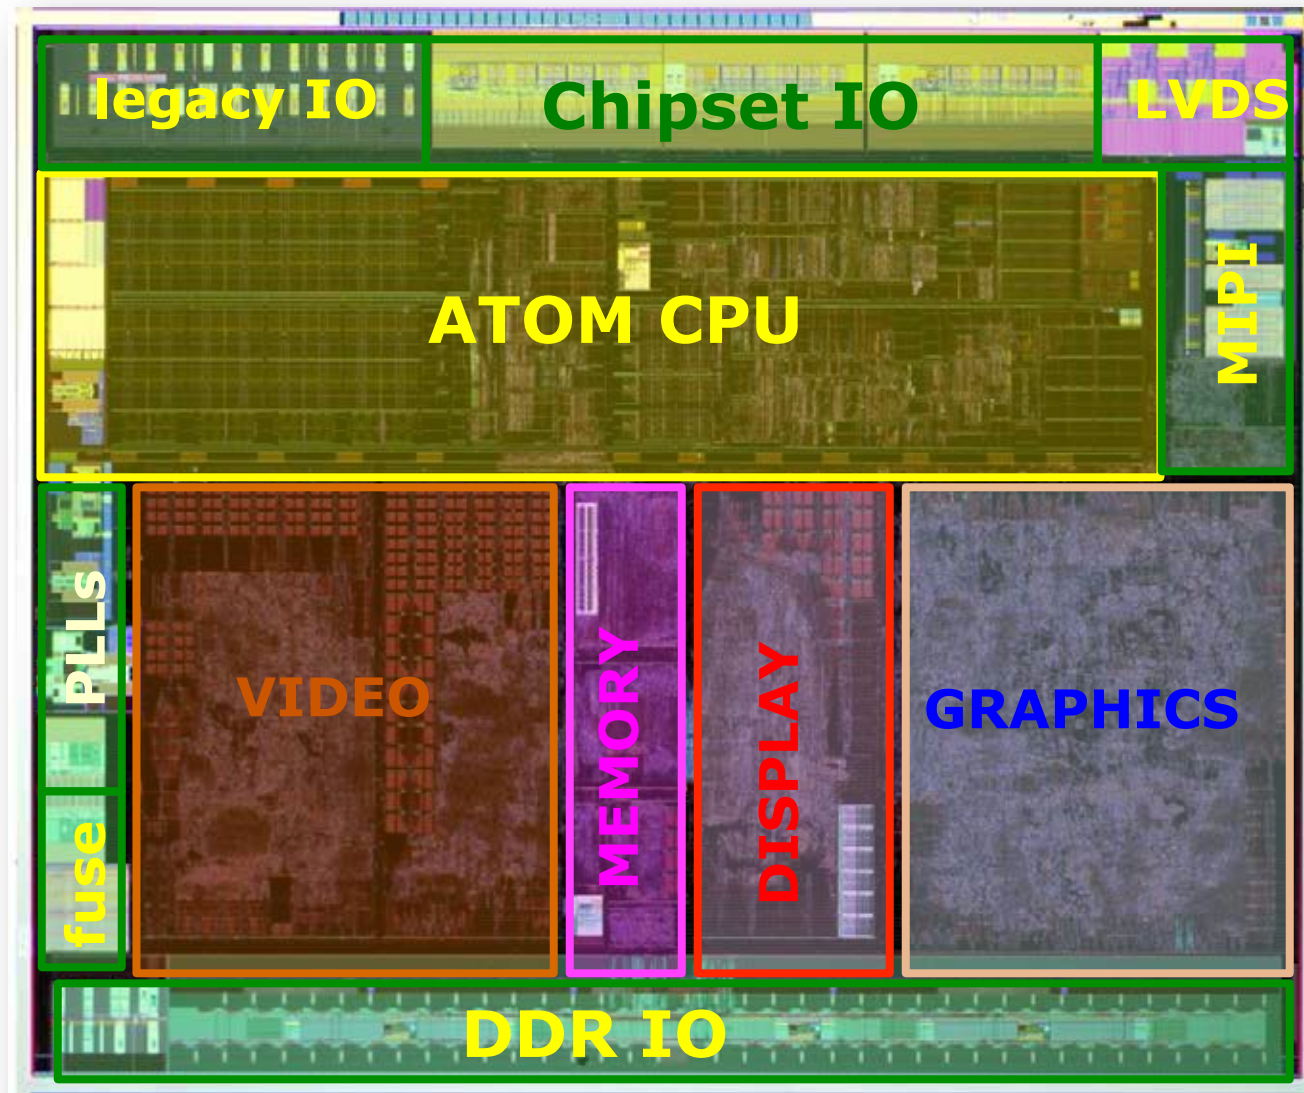 legacy IO
Chipset IO
LVDS
ATOM CPU
MIPI
PLLs
VIDEO
MEMORY
DISPLAY
GRAPHICS
fuse
DDR IO